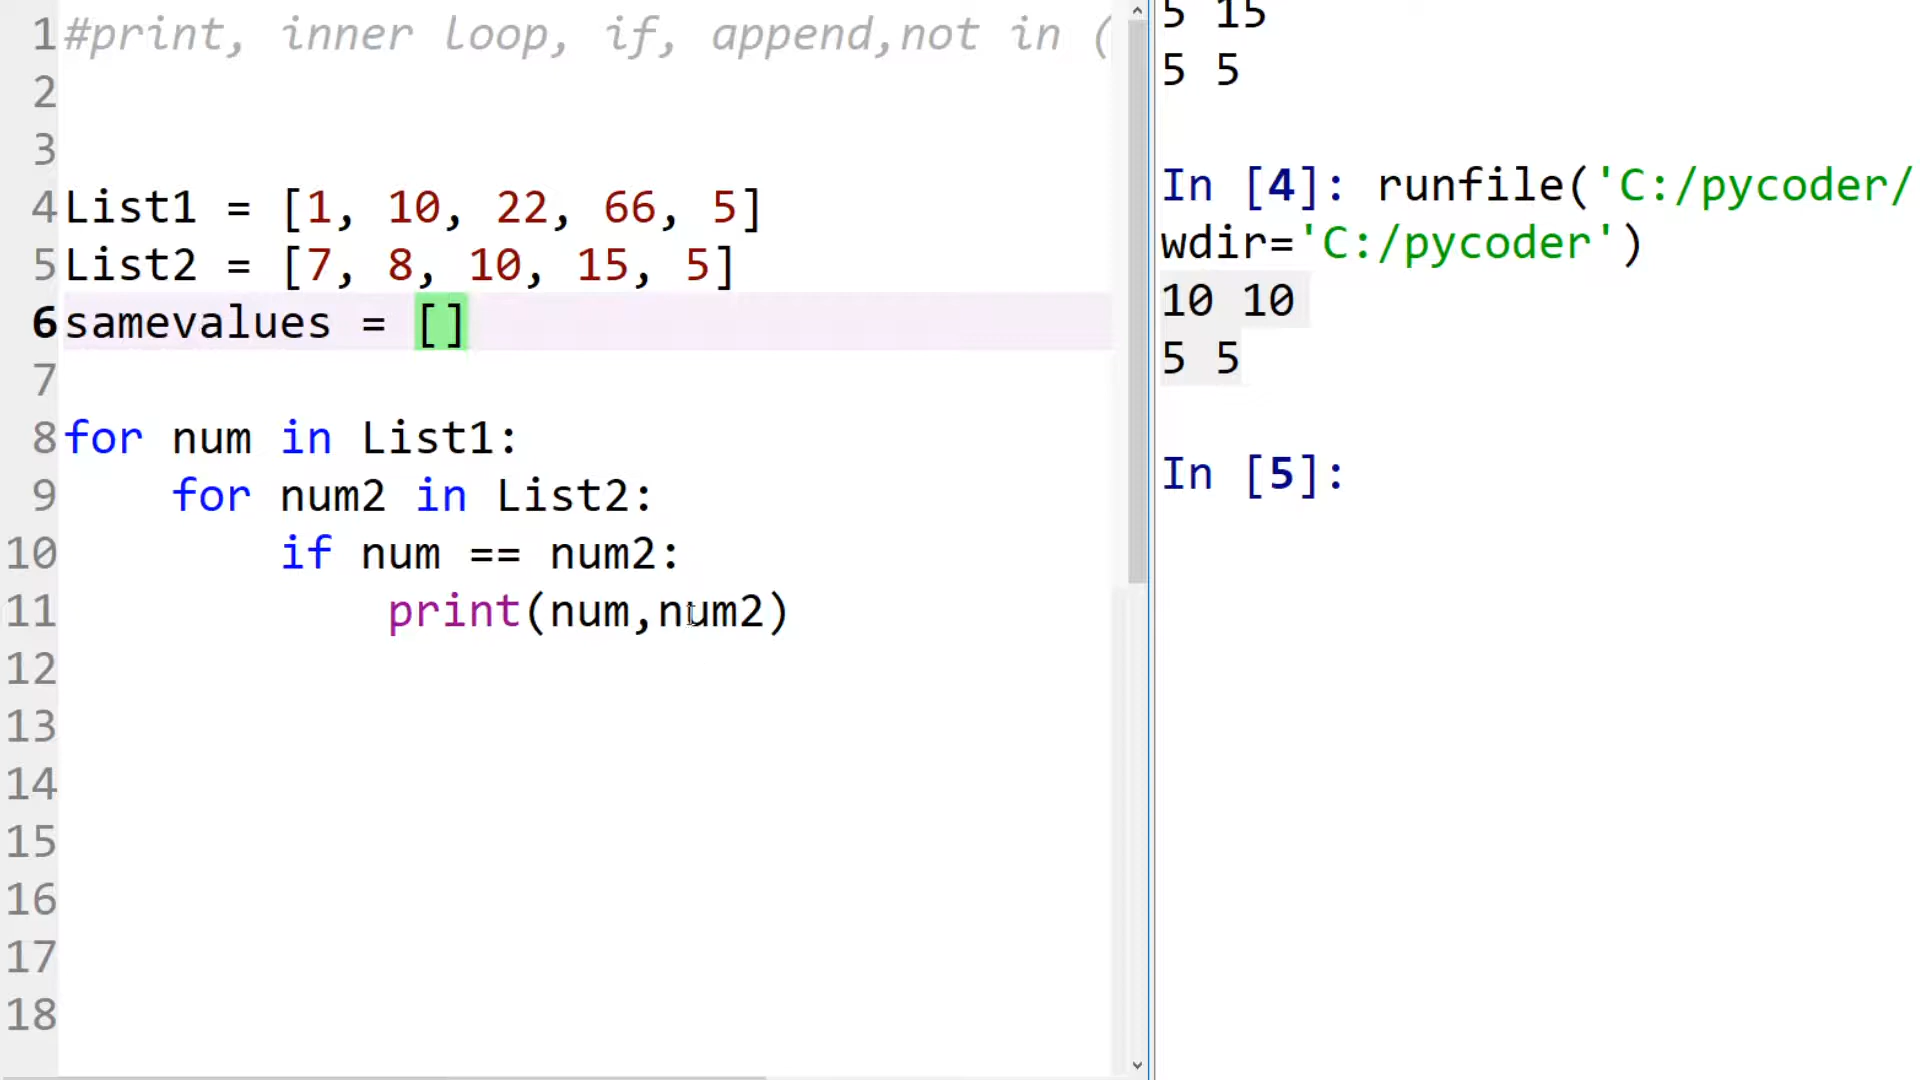 1 #print, inner loop, if, append,not in (
2
3
4 List1 = [1, 10, 22, 66, 5]
5 List2 = [7, 8, 10, 15, 5]
6 samevalues = []
7
8 for num in List1:
9     for num2 in List2:
10         if num == num2:
11             print(num,num2)
12
13
14
15
16
17
18
5 15
5 5
In [4]: runfile('C:/pycoder/
wdir='C:/pycoder')
10 10
5 5
In [5]: